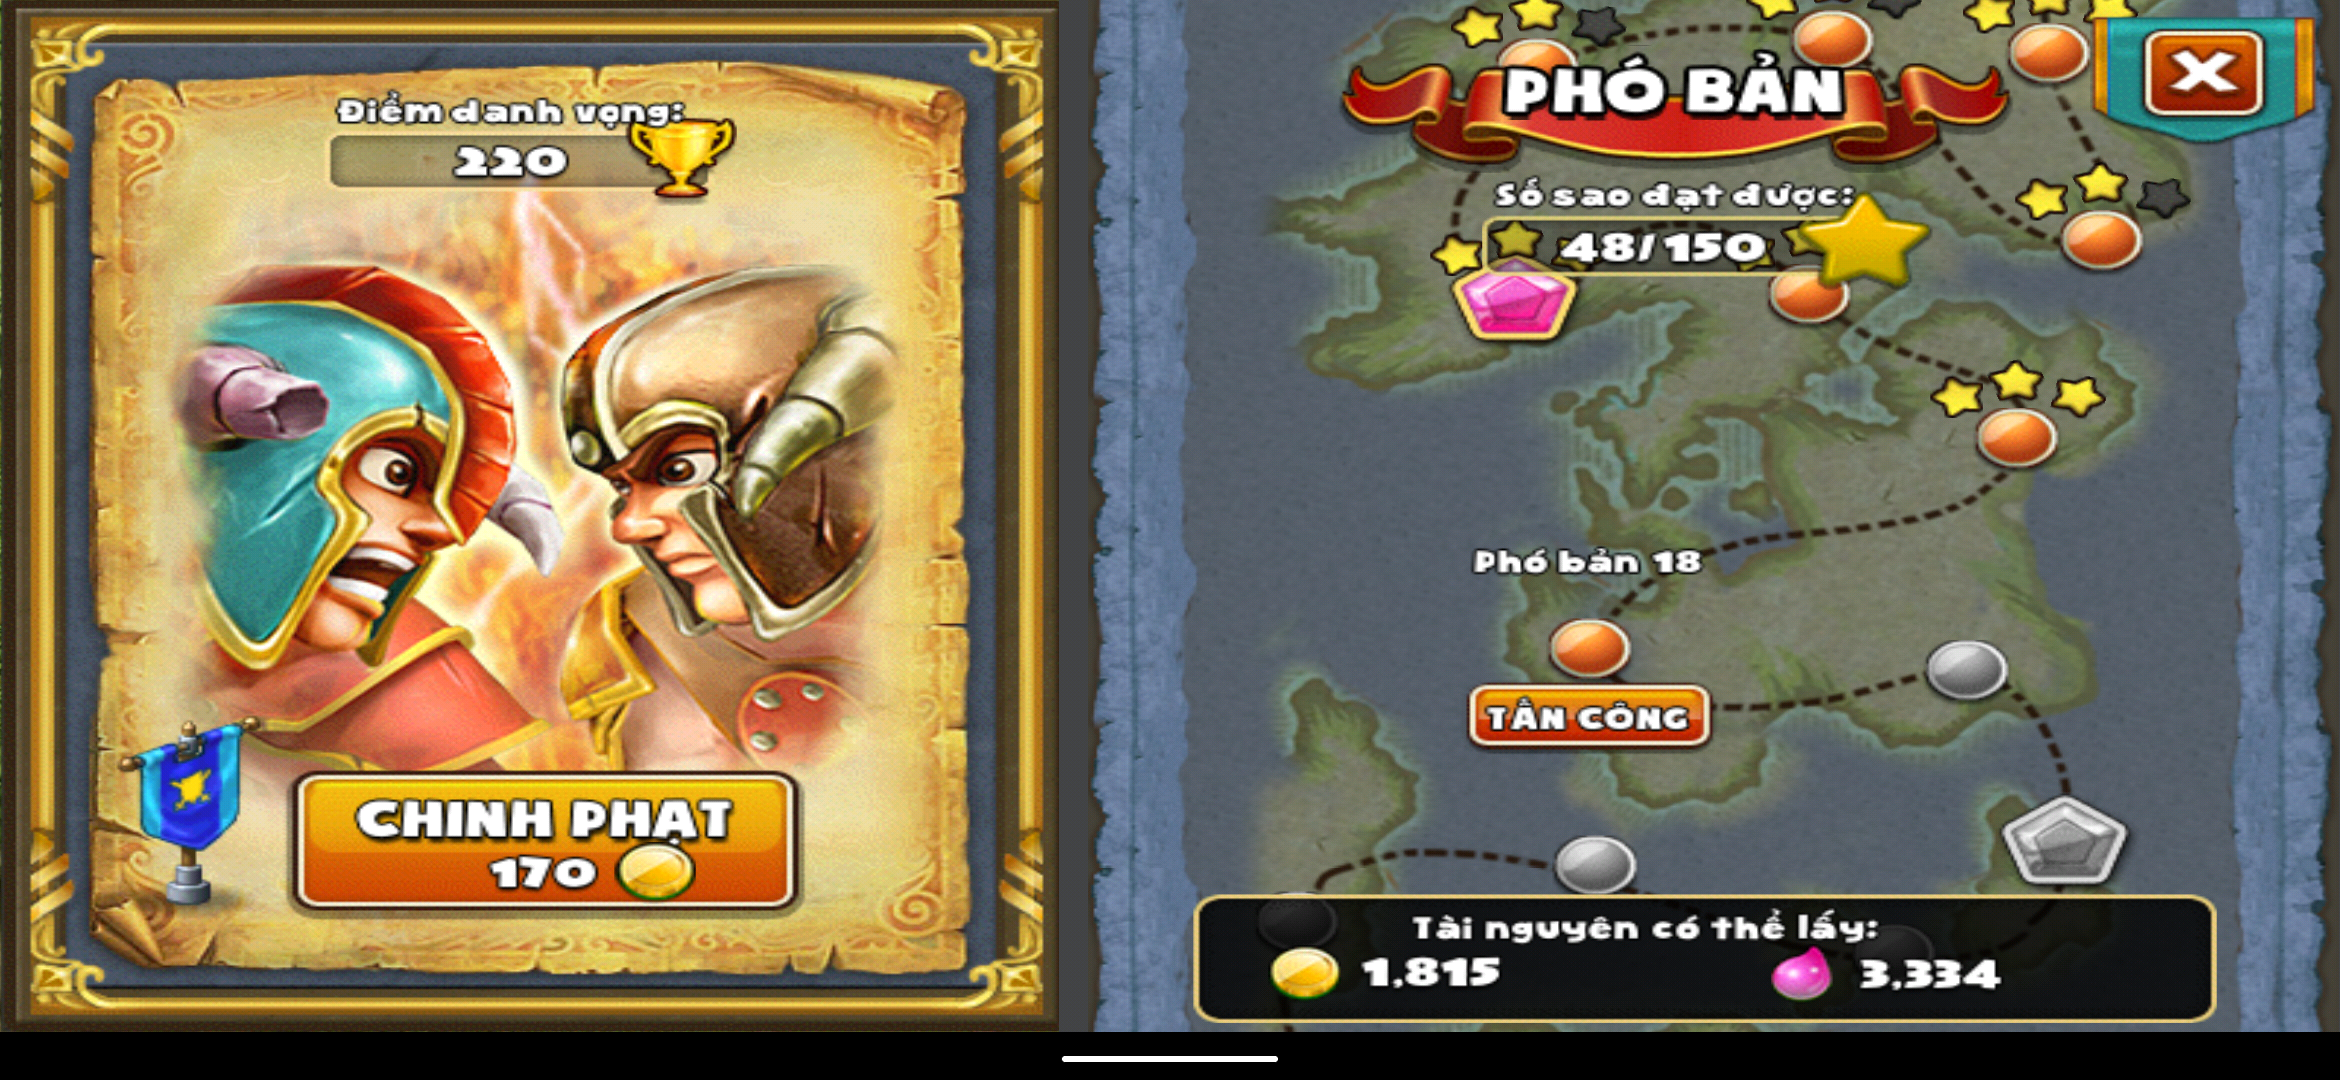 Điểm danh vọng:
220
CHINH PHẠT
170
PHÓ BẢN
Số sao đạt được:
48/150
Phó bản 18
TẤN CÔNG
Tài nguyên có thể lấy:
1,815
3,334